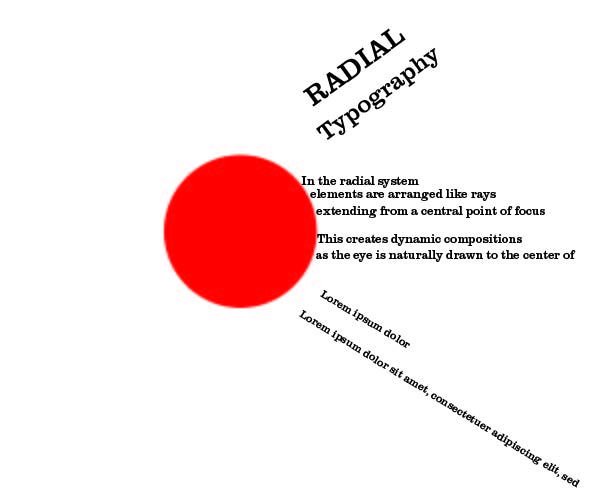 RADIAL
Typography
In the radial system
elements are arranged like rays
extending from a central point of focus
This creates dynamic compositions
as the eye is naturally drawn to the center of
Lorem ipsum dolor
Lorem ipsum dolor sit amet, consectetuer adipiscing elit, sed